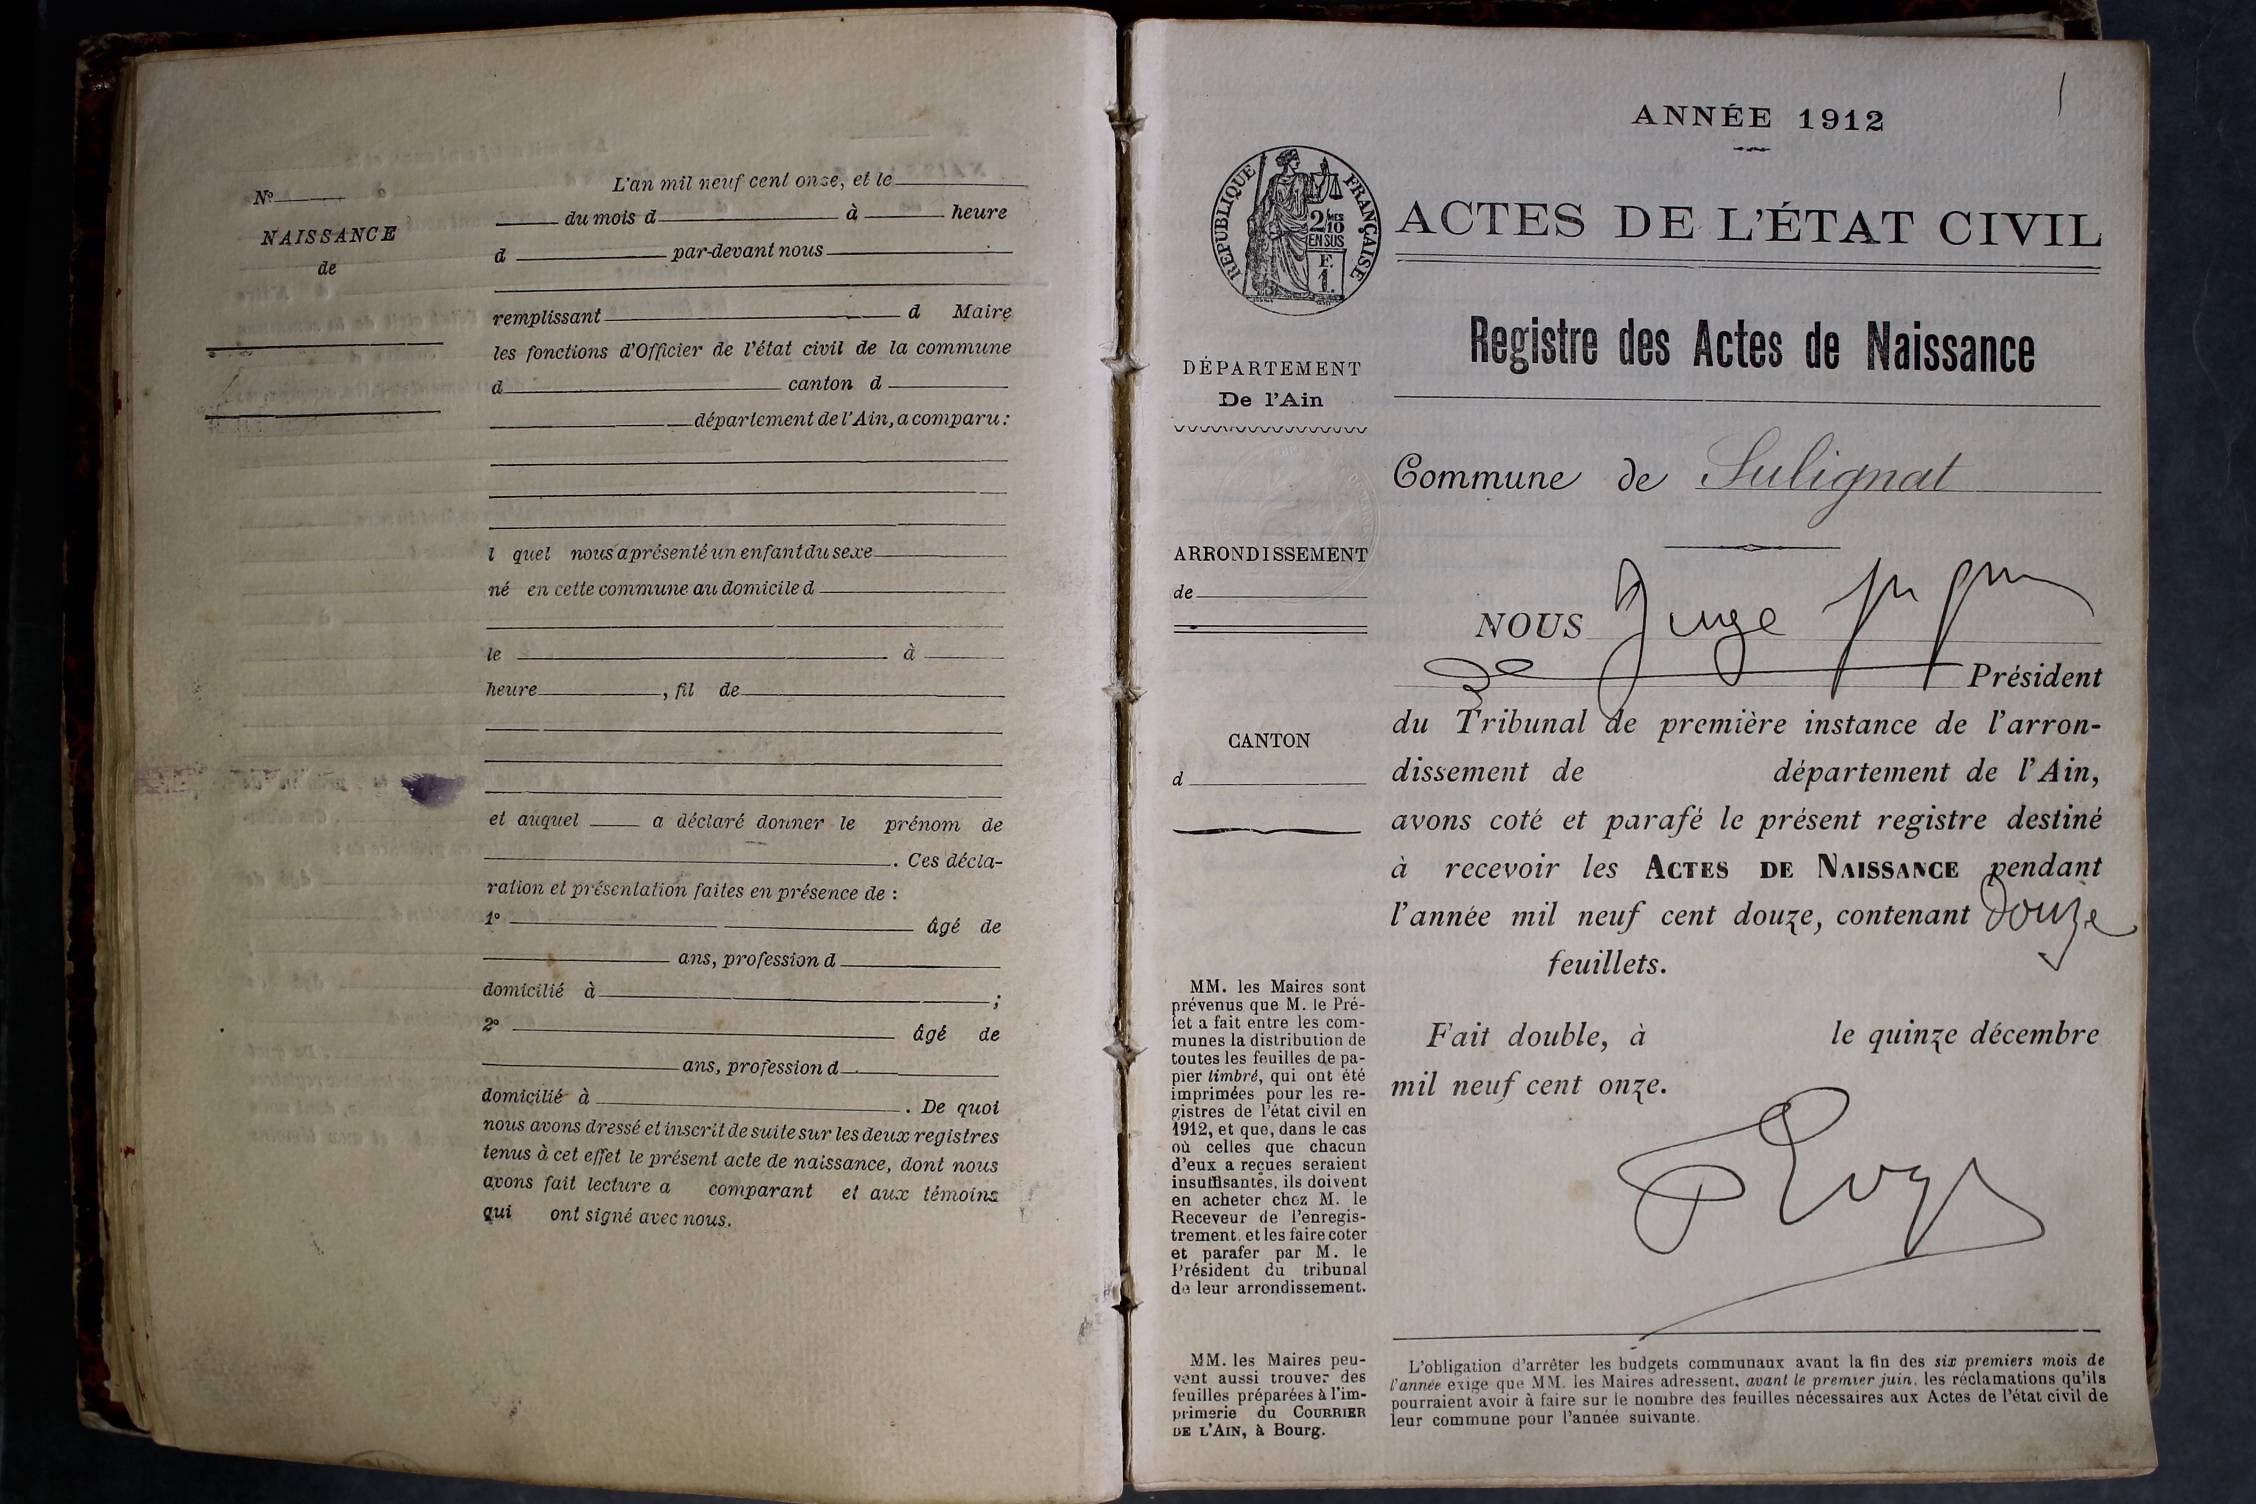 N°
NAISSANCE
de
L'an mil neuf cent onze, et le
du mois d à heure
d par-devant nous
remplissant d Maire
les fonctions d'Officier de l'état civil de la commune
d canton d
département de l'Ain, a comparu :
l quel nous a présenté un enfant du sexe
né en cette commune au domicile d
le à
heure , fil de
et auquel a déclaré donner le prénom de
. Ces décla-
ration et présentation faites en présence de :
1° âgé de
ans, profession d
domicilié à ;
2° âgé de
ans, profession d
domicilié à . De quoi
nous avons dressé et inscrit de suite sur les deux registres
tenus à cet effet le présent acte de naissance, dont nous
avons fait lecture a comparant et aux témoins
qui ont signé avec nous.
1
ANNÉE 1912
RÉPUBLIQUE FRANÇAISE
2/10MES
EN SUS
F.
1.
ACTES DE L'ÉTAT CIVIL
Registre des Actes de Naissance
DÉPARTEMENT
De l'Ain
Commune de Sulignat
ARRONDISSEMENT
de
CANTON
d
NOUS Juge
Président
du Tribunal de première instance de l'arron-
dissement de département de l'Ain,
avons coté et parafé le présent registre destiné
à recevoir les ACTES DE NAISSANCE pendant
l'année mil neuf cent douze, contenant douze
feuillets.
Fait double, à le quinze décembre
mil neuf cent onze.
MM. les Maires sont
prévenus que M. le Pré-
fet a fait entre les com-
munes la distribution de
toutes les feuilles de pa-
pier timbré, qui ont été
imprimées pour les re-
gistres de l'état civil en
1912, et que, dans le cas
où celles que chacun
d'eux a reçues seraient
insuffisantes, ils doivent
en acheter chez M. le
Receveur de l'enregis-
trement, et les faire coter
et parafer par M. le
Président du tribunal
de leur arrondissement.
MM. les Maires peu-
vent aussi trouver des
feuilles préparées à l'im-
primerie du COURRIER
DE L'AIN, à Bourg.
L'obligation d'arrêter les budgets communaux avant la fin des six premiers mois de
l'année exige que MM. les Maires adressent, avant le premier juin, les réclamations qu'ils
pourraient avoir à faire sur le nombre des feuilles nécessaires aux Actes de l'état civil de
leur commune pour l'année suivante.